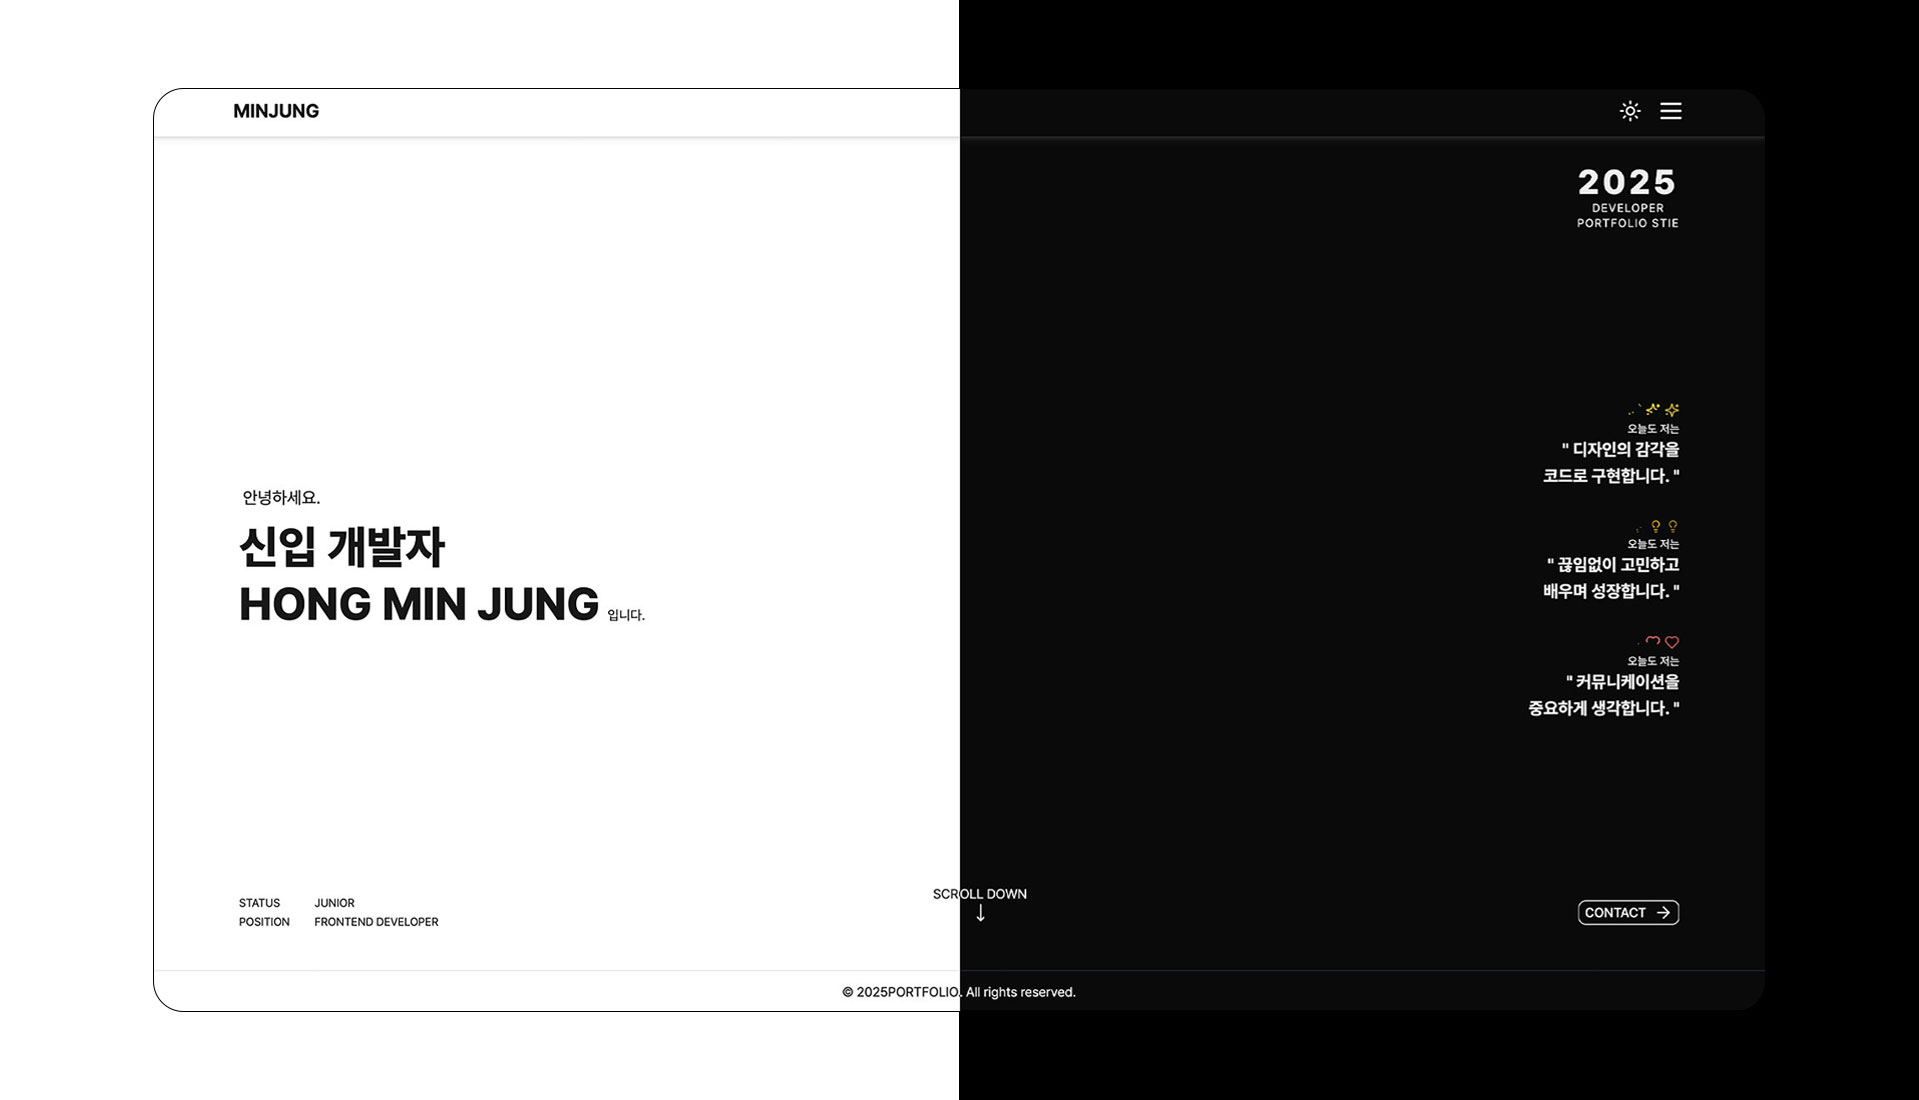 MINJUNG
2025
DEVELOPER
PORTFOLIO STIE
안녕하세요.
신입 개발자
HONG MIN JUNG 입니다.
오늘도 저는
" 디자인의 감각을
코드로 구현합니다. "
오늘도 저는
" 끊임없이 고민하고
배우며 성장합니다. "
오늘도 저는
" 커뮤니케이션을
중요하게 생각합니다. "
STATUS JUNIOR
POSITION FRONTEND DEVELOPER
SCROLL DOWN
CONTACT
© 2025PORTFOLIO. All rights reserved.